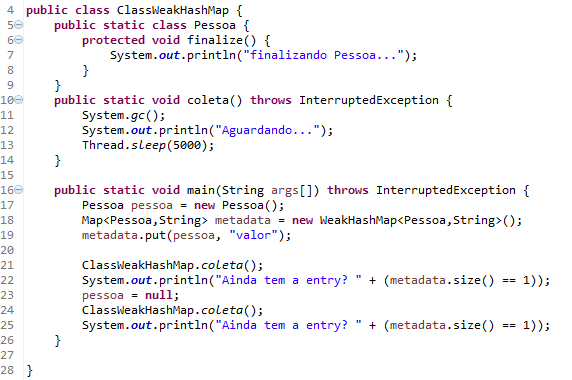 4 public class ClassWeakHashMap {
5 public static class Pessoa {
6 protected void finalize() {
7 System.out.println("finalizando Pessoa...");
8 }
9 }
10 public static void coleta() throws InterruptedException {
11 System.gc();
12 System.out.println("Aguardando...");
13 Thread.sleep(5000);
14 }
15
16 public static void main(String args[]) throws InterruptedException {
17 Pessoa pessoa = new Pessoa();
18 Map<Pessoa,String> metadata = new WeakHashMap<Pessoa,String>();
19 metadata.put(pessoa, "valor");
20
21 ClassWeakHashMap.coleta();
22 System.out.println("Ainda tem a entry? " + (metadata.size() == 1));
23 pessoa = null;
24 ClassWeakHashMap.coleta();
25 System.out.println("Ainda tem a entry? " + (metadata.size() == 1));
26 }
27
28 }